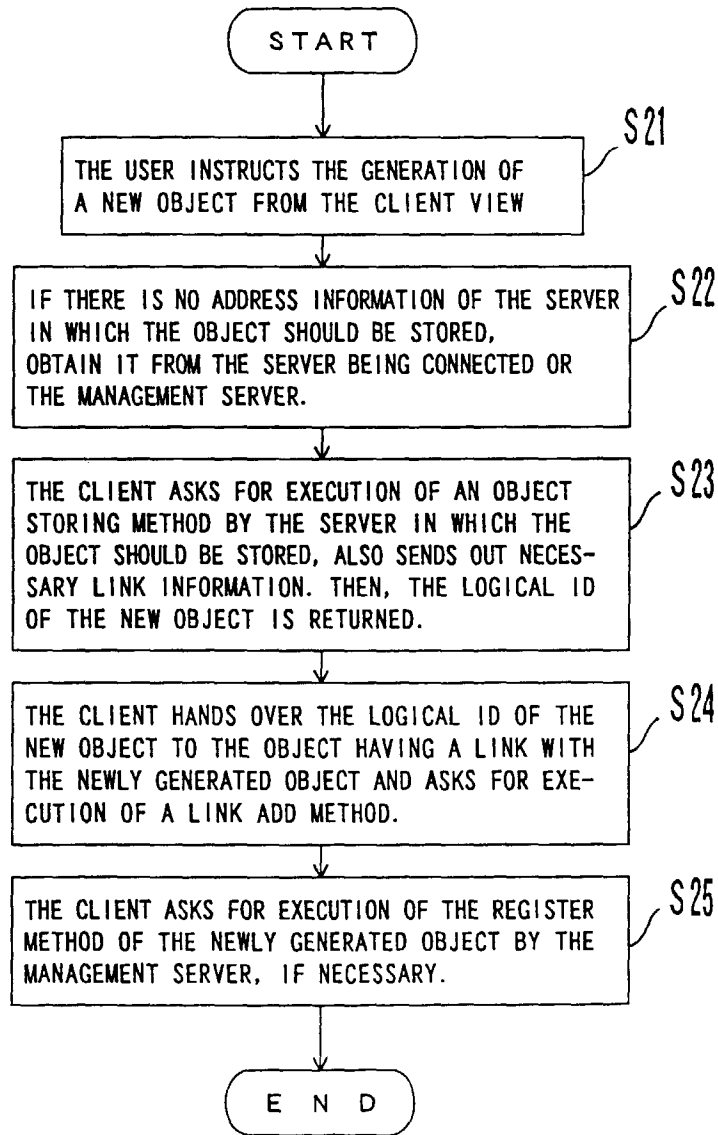 START
S21
THE USER INSTRUCTS THE GENERATION OF
A NEW OBJECT FROM THE CLIENT VIEW
S22
IF THERE IS NO ADDRESS INFORMATION OF THE SERVER
IN WHICH THE OBJECT SHOULD BE STORED,
OBTAIN IT FROM THE SERVER BEING CONNECTED OR
THE MANAGEMENT SERVER.
S23
THE CLIENT ASKS FOR EXECUTION OF AN OBJECT
STORING METHOD BY THE SERVER IN WHICH THE
OBJECT SHOULD BE STORED, ALSO SENDS OUT NECES-
SARY LINK INFORMATION. THEN, THE LOGICAL ID
OF THE NEW OBJECT IS RETURNED.
S24
THE CLIENT HANDS OVER THE LOGICAL ID OF THE
NEW OBJECT TO THE OBJECT HAVING A LINK WITH
THE NEWLY GENERATED OBJECT AND ASKS FOR EXE-
CUTION OF A LINK ADD METHOD.
S25
THE CLIENT ASKS FOR EXECUTION OF THE REGISTER
METHOD OF THE NEWLY GENERATED OBJECT BY THE
MANAGEMENT SERVER, IF NECESSARY.
END